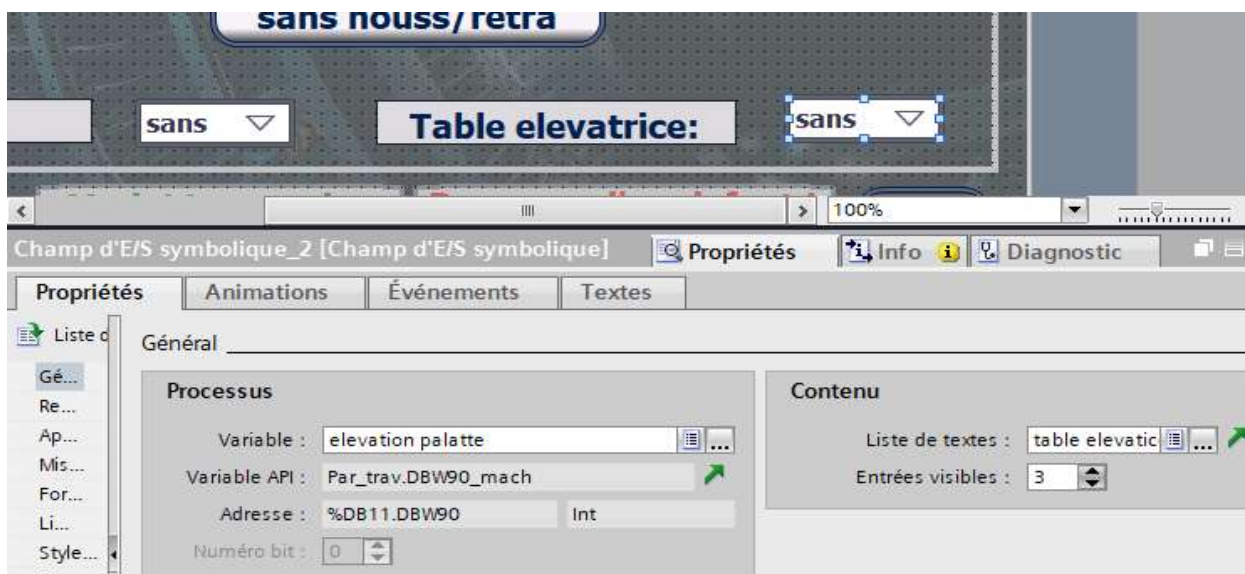 sans houss/retra
sans
Table elevatrice:
sans
100%
Champ d'E/S symbolique_2 [Champ d'E/S symbolique]
Propriétés
Info
Diagnostic
Propriétés
Animations
Événements
Textes
Liste d
Général
Gé...
Re...
Ap...
Mis...
For...
Li...
Style...
Processus
Variable : elevation palatte ...
Variable API : Par_trav.DBW90_mach
Adresse : %DB11.DBW90 Int
Numéro bit : 0
Contenu
Liste de textes : table elevatic ...
Entrées visibles : 3